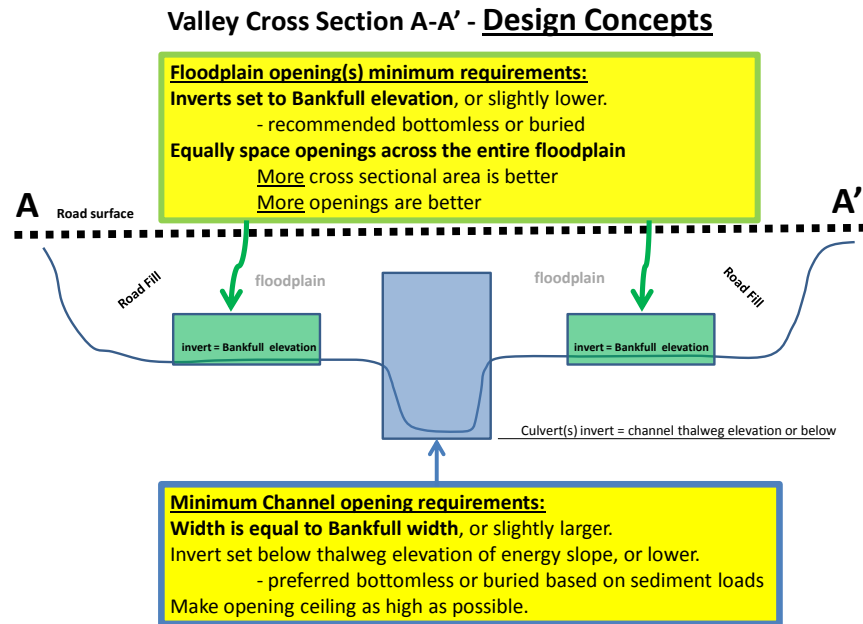 Valley Cross Section A-A’ - Design Concepts
Floodplain opening(s) minimum requirements:
Inverts set to Bankfull elevation, or slightly lower.
- recommended bottomless or buried
Equally space openings across the entire floodplain
More cross sectional area is better
More openings are better
A
Road surface
A’
Road Fill
floodplain
floodplain
Road Fill
invert = Bankfull elevation
invert = Bankfull elevation
Culvert(s) invert = channel thalweg elevation or below
Minimum Channel opening requirements:
Width is equal to Bankfull width, or slightly larger.
Invert set below thalweg elevation of energy slope, or lower.
- preferred bottomless or buried based on sediment loads
Make opening ceiling as high as possible.